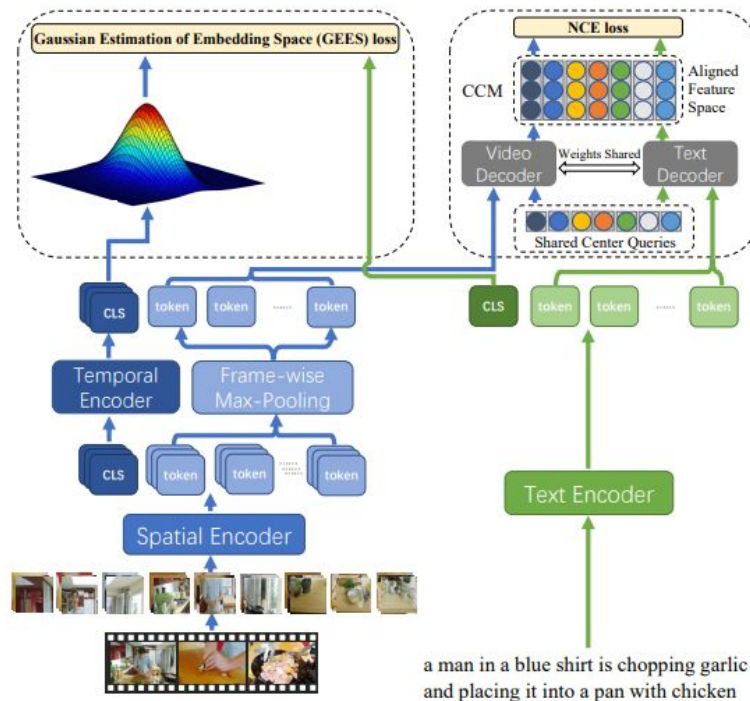 Gaussian Estimation of Embedding Space (GEES) loss
NCE loss
CCM
Aligned
Feature
Space
Video
Decoder
Weights Shared
Text
Decoder
Shared Center Queries
CLS
token
token
......
token
CLS
token
token
......
token
Temporal
Encoder
Frame-wise
Max-Pooling
CLS
token
token
token
Spatial Encoder
Text Encoder
a man in a blue shirt is chopping garlic
and placing it into a pan with chicken